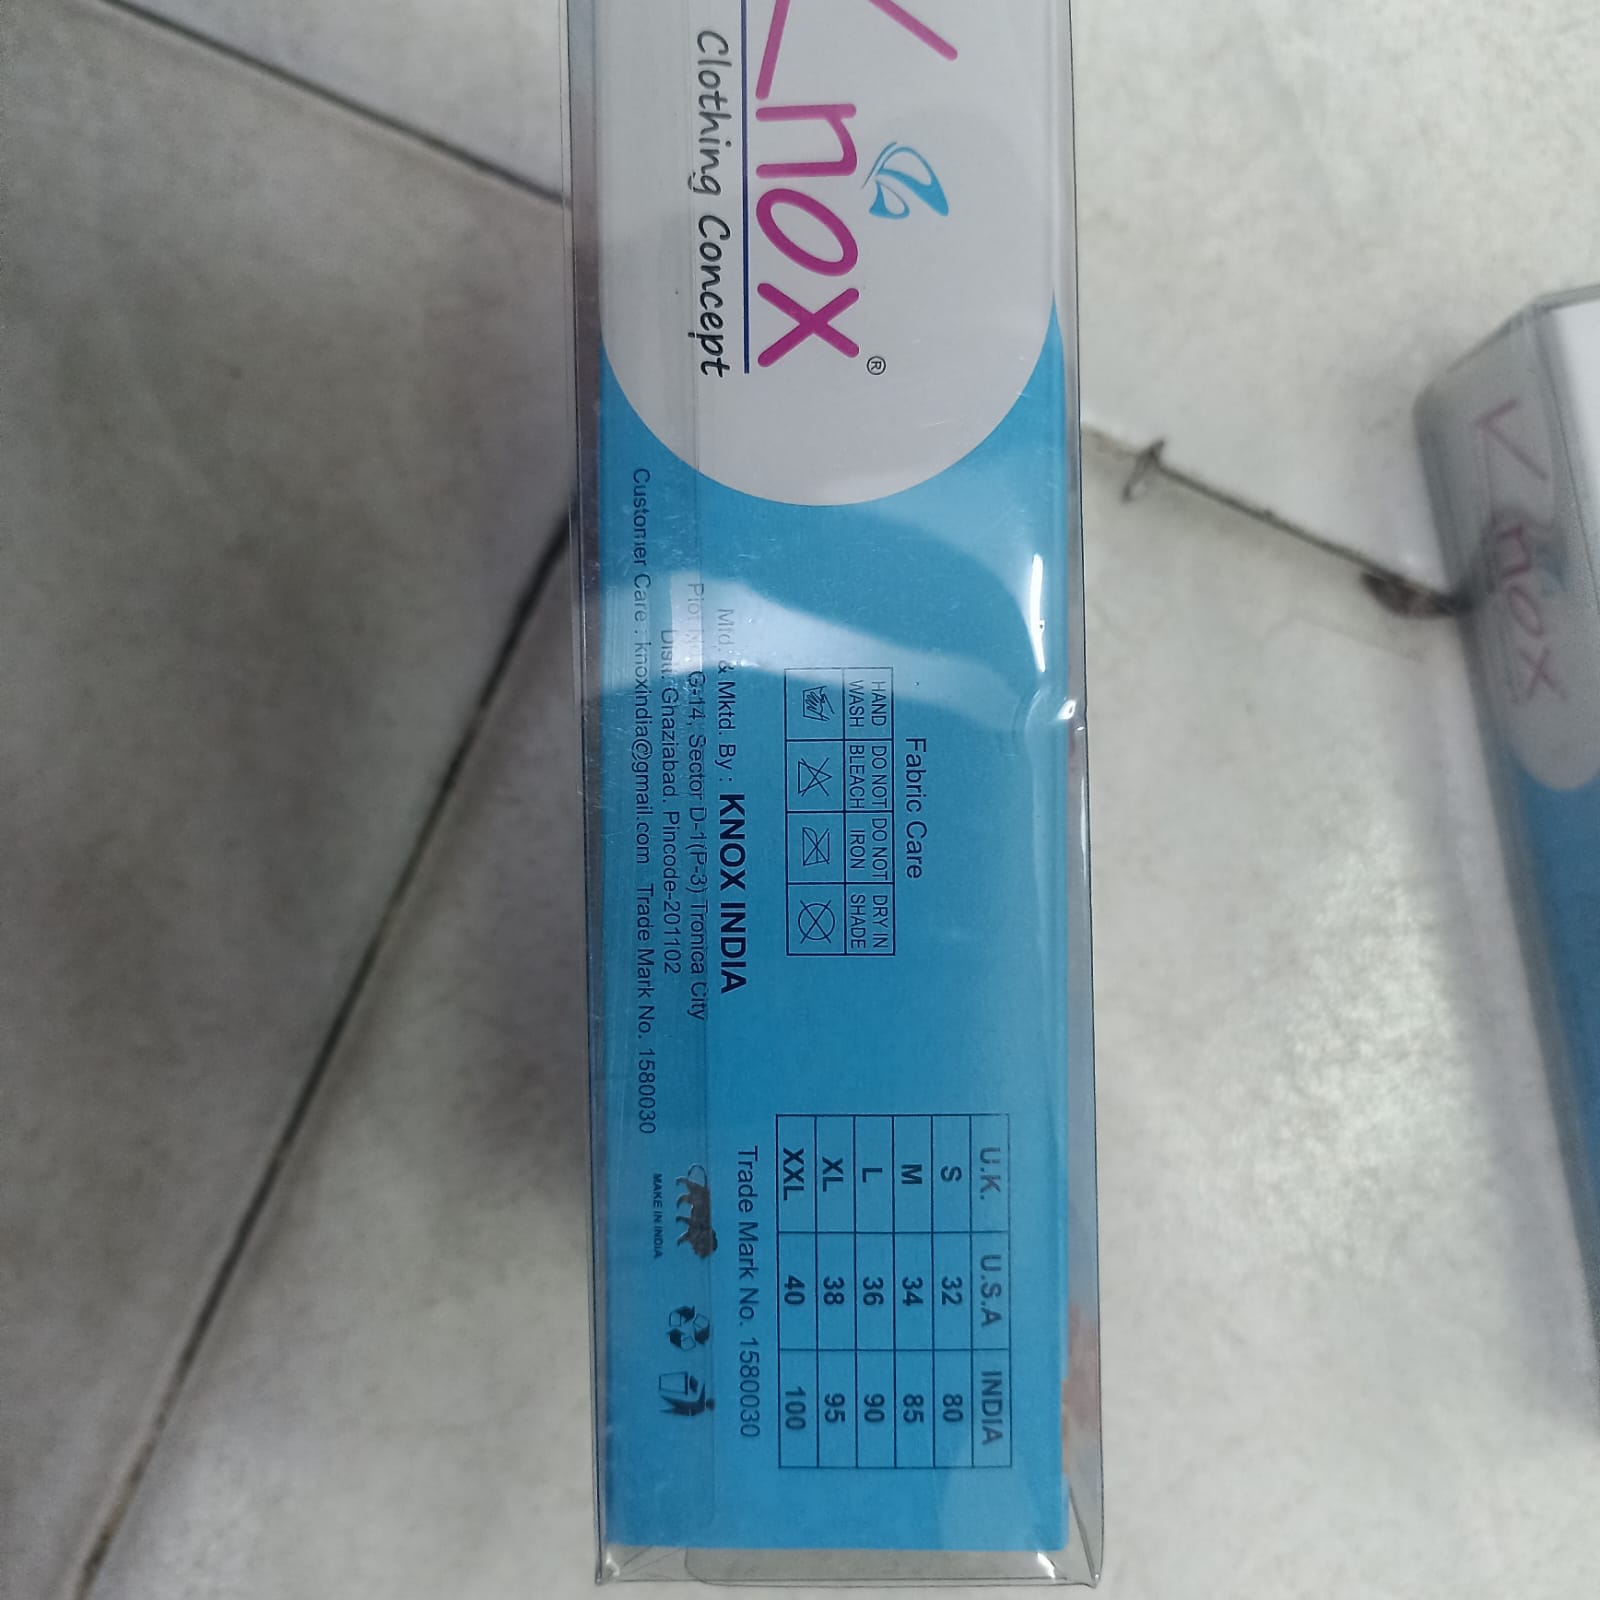 Knox®
Clothing Concept
Fabric Care
HAND WASH DO NOT BLEACH DO NOT IRON DRY IN SHADE
Mfd. & Mktd. By : KNOX INDIA
Plot No. G-14, Sector D-1(P-3) Tronica City
Distt. Ghaziabad. Pincode-201102
Customer Care : knoxindia@gmail.com Trade Mark No. 1580030
U.K. U.S.A INDIA
S 32 80
M 34 85
L 36 90
XL 38 95
XXL 40 100
Trade Mark No. 1580030
MAKE IN INDIA
Knox